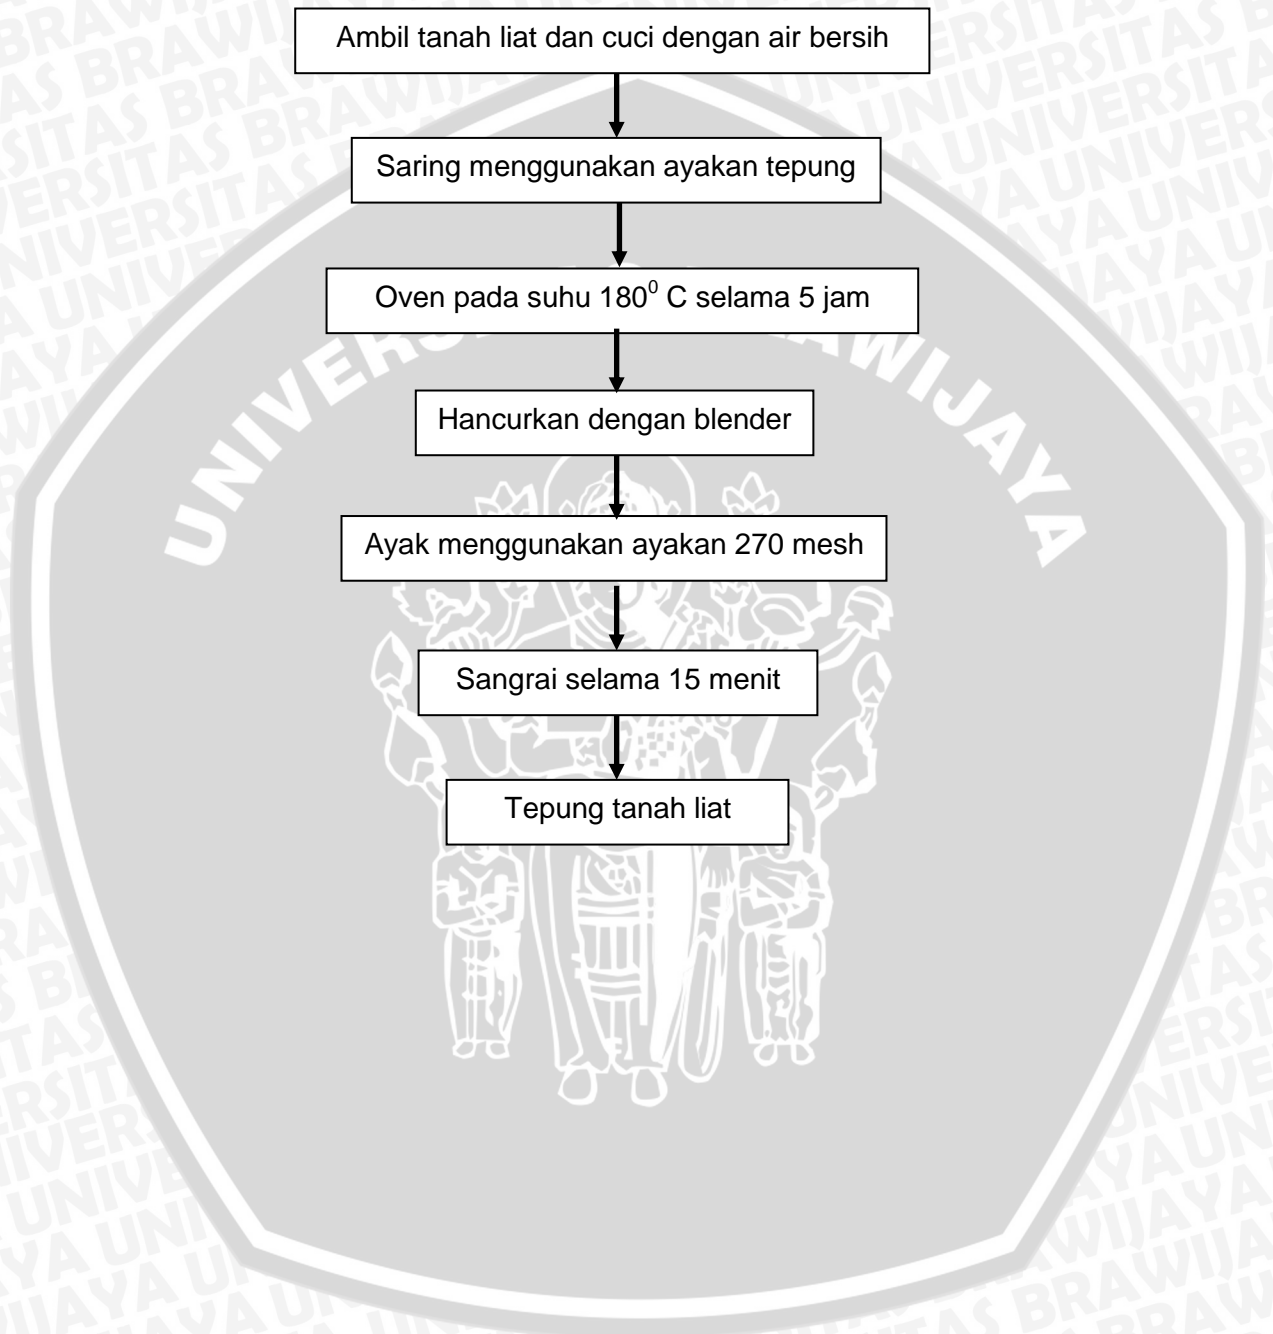 Ambil tanah liat dan cuci dengan air bersih
Saring menggunakan ayakan tepung
Oven pada suhu 180⁰ C selama 5 jam
Hancurkan dengan blender
Ayak menggunakan ayakan 270 mesh
Sangrai selama 15 menit
Tepung tanah liat